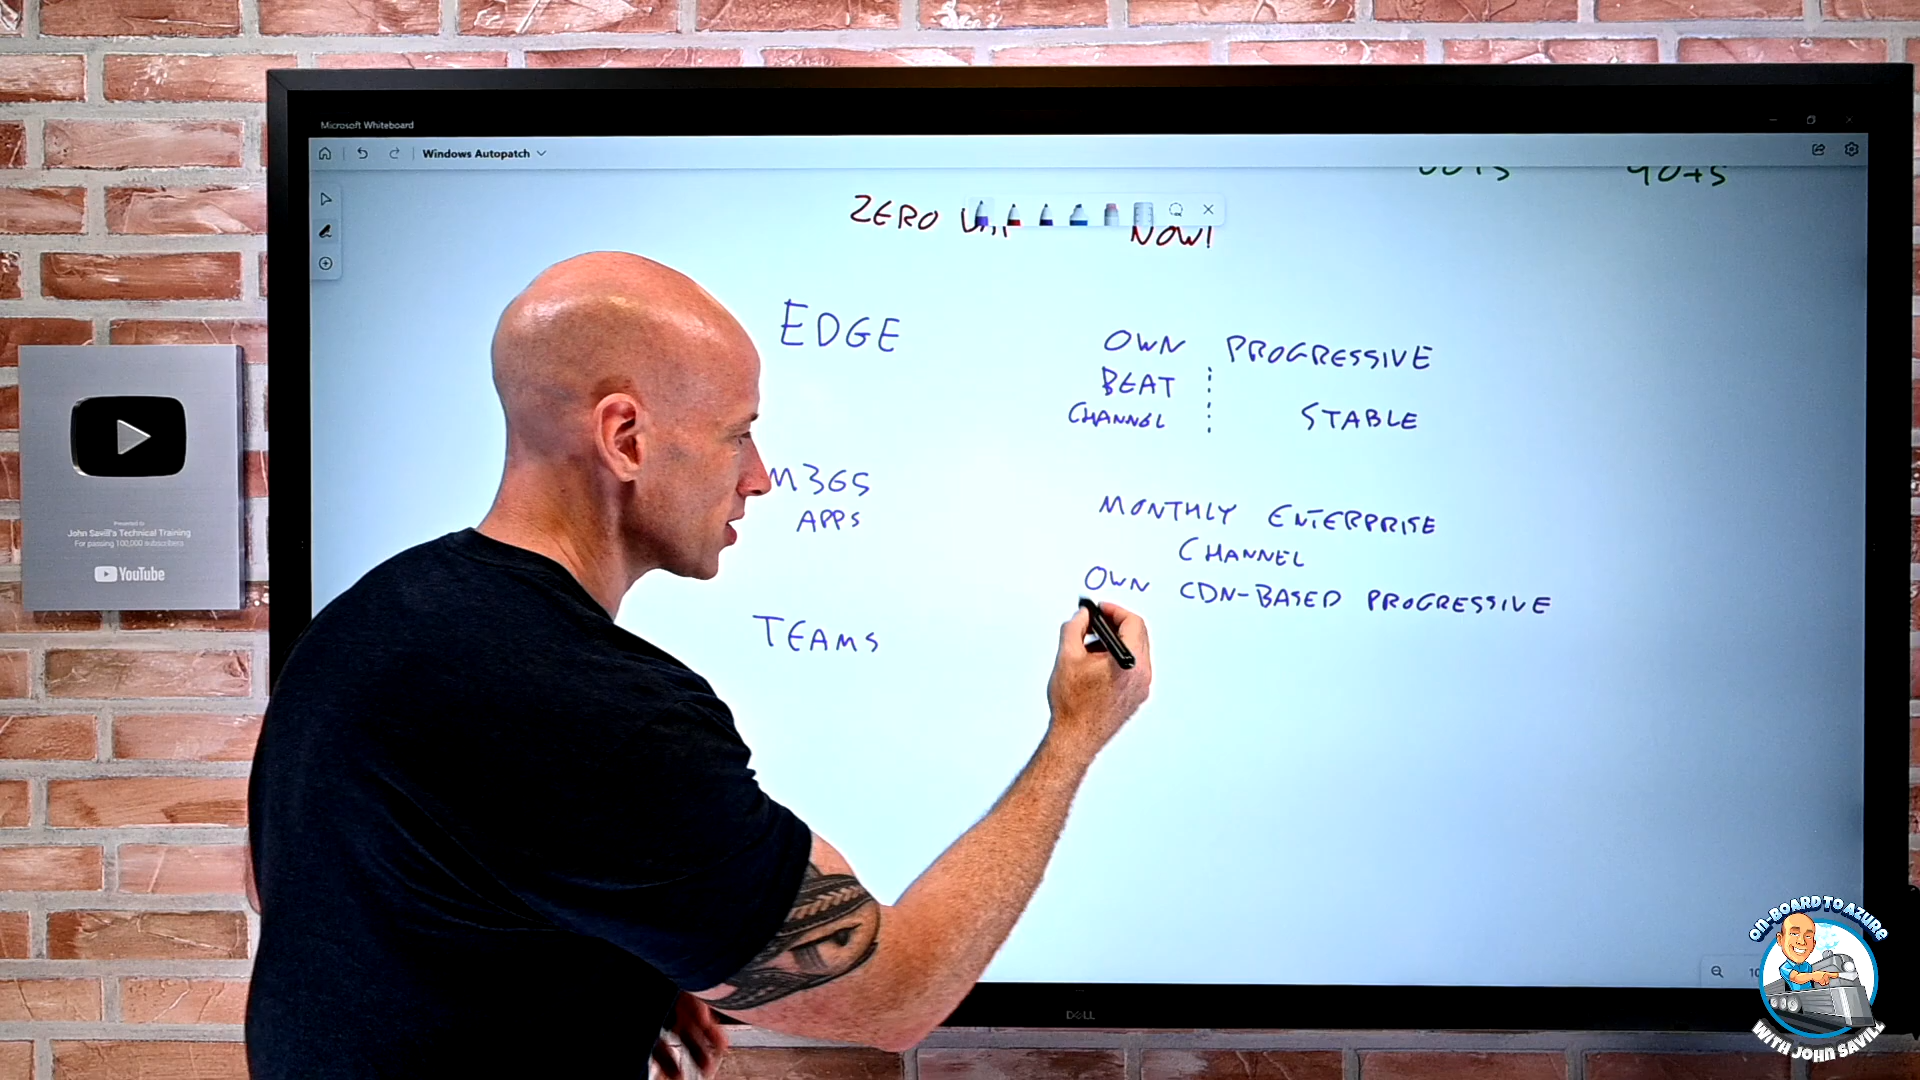 Microsoft Whiteboard
Windows Autopatch
ZERO
NOW!
EDGE
OWN PROGRESSIVE
BEAT
CHANNEL
STABLE
M365
APPS
MONTHLY ENTERPRISE
CHANNEL
OWN CDN-BASED PROGRESSIVE
TEAMS
Presented to
John Savill's Technical Training
For passing 100,000 subscribers
YouTube
DELL
ON-BOARD TO AZURE
WITH JOHN SAVILL